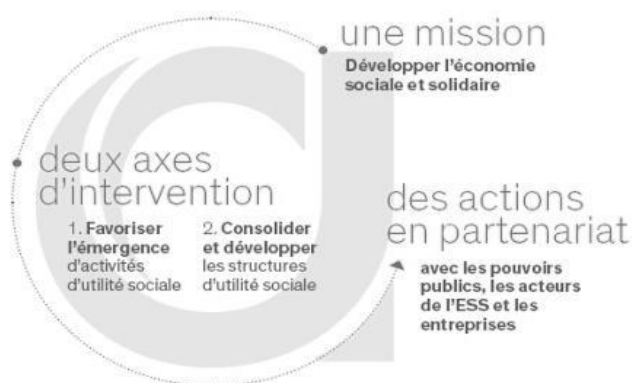 une mission
Développer l'économie
sociale et solidaire
deux axes
d'intervention
1. Favoriser
l'émergence
d'activités
d'utilité sociale
2. Consolider
et développer
les structures
d'utilité sociale
des actions
en partenariat
avec les pouvoirs
publics, les acteurs
de l'ESS et les
entreprises